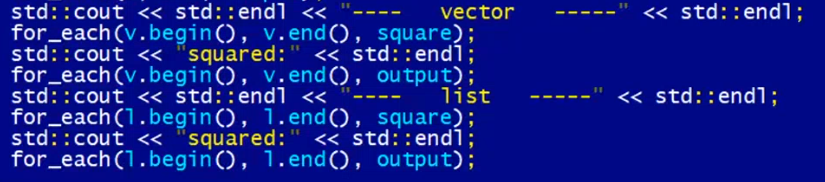 std::cout << std::endl << "----   vector   -----" << std::endl;
for_each(v.begin(), v.end(), square);
std::cout << "squared:" << std::endl;
for_each(v.begin(), v.end(), output);
std::cout << std::endl << "----   list   -----" << std::endl;
for_each(l.begin(), l.end(), square);
std::cout << "squared:" << std::endl;
for_each(l.begin(), l.end(), output);